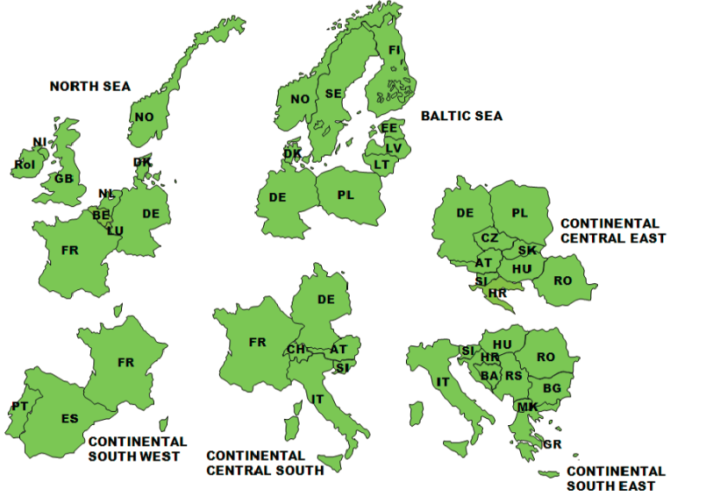 NORTH SEA
NO
NI
RoI
GB
DK
NL
BE
DE
LU
FR
FI
NO
SE
BALTIC SEA
EE
LV
DK
LT
DE
PL
DE
PL
CONTINENTAL
CENTRAL EAST
CZ
SK
AT
HU
SI
RO
HR
FR
PT
ES
CONTINENTAL
SOUTH WEST
DE
FR
CH
AT
SI
IT
CONTINENTAL
CENTRAL SOUTH
HU
SI
HR
RO
IT
BA
RS
BG
MK
GR
CONTINENTAL
SOUTH EAST